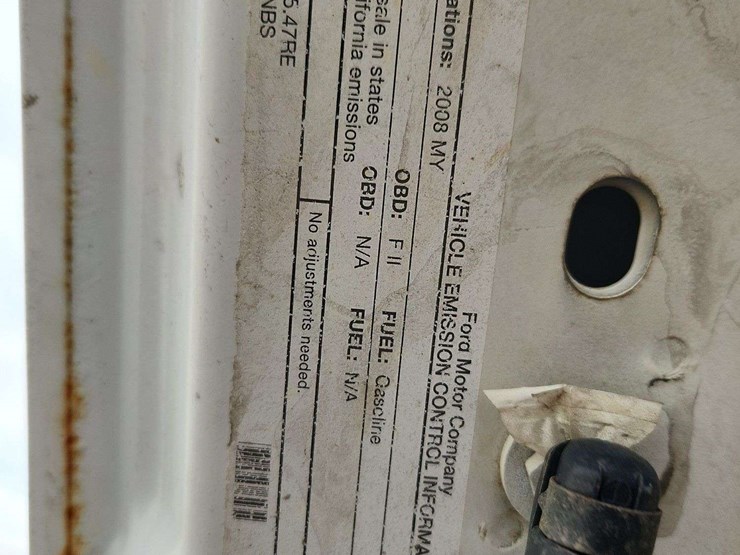 Ford Motor Company
VEHICLE EMISSION CONTROL INFORMA
ations: 2008 MY
OBD: F II FUEL: Gasoline
sale in states OBD: N/A FUEL: N/A
ifornia emissions
No adjustments needed.
5.47RE
NBS